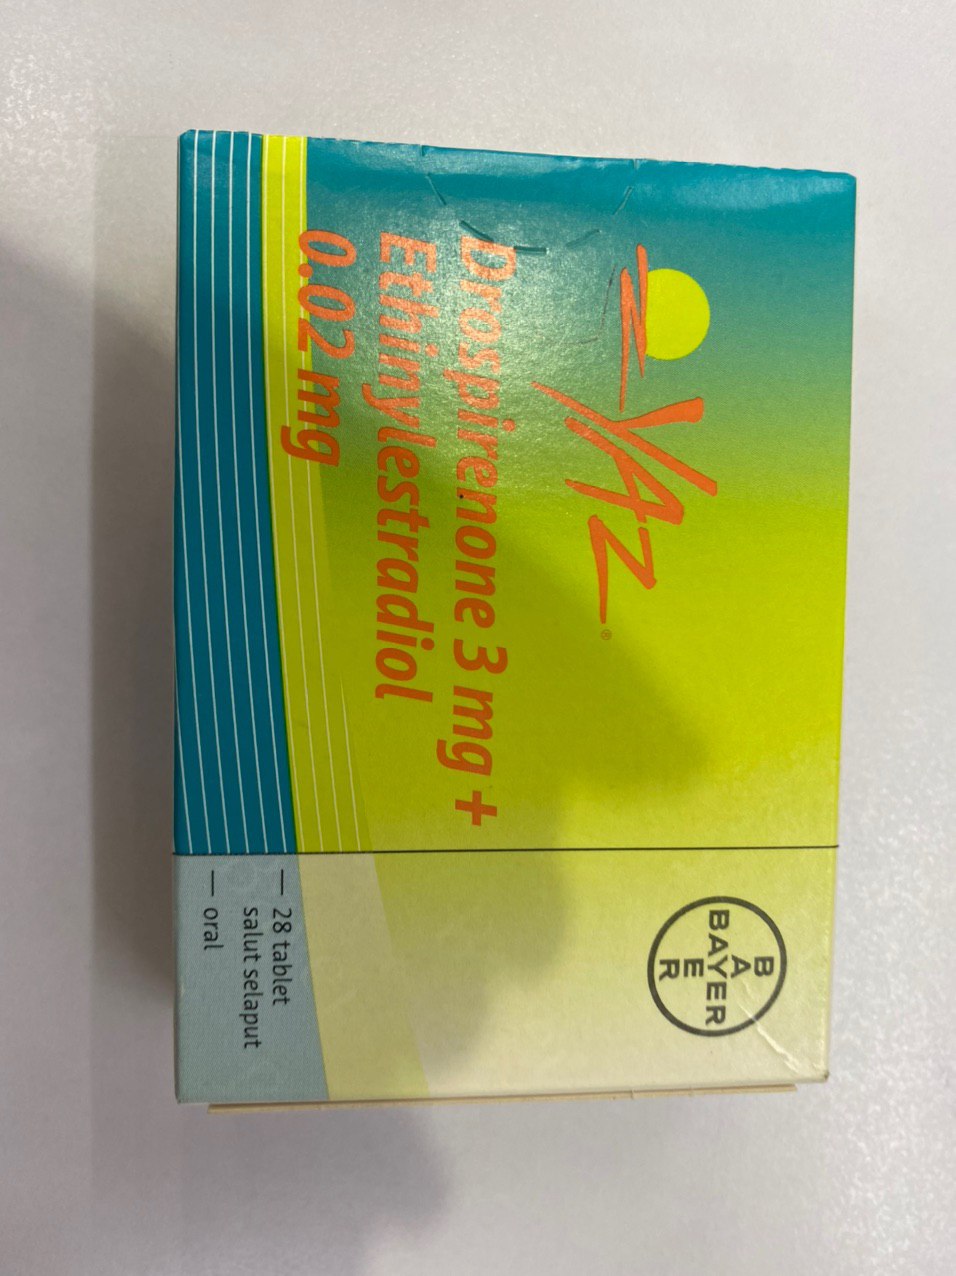 YAZ®
Drospirenone 3 mg +
Ethinylestradiol
0.02 mg
B
A
BAYER
E
R
— 28 tablet
salut selaput
— oral